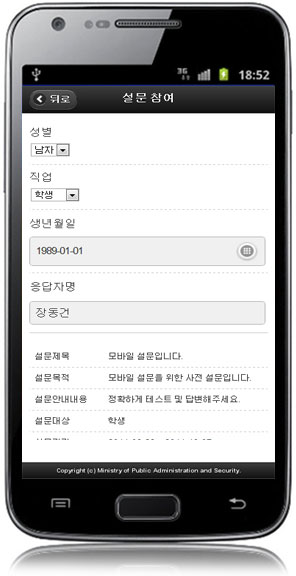 3G 18:52
뒤로 설문 참여
성별
남자
직업
학생
생년월일
1989-01-01
응답자명
장동건
설문제목 모바일 설문입니다.
설문목적 모바일 설문을 위한 사전 설문입니다.
설문안내내용 정확하게 테스트 및 답변해주세요.
설문대상 학생
Copyright (c) Ministry of Public Administration and Security.